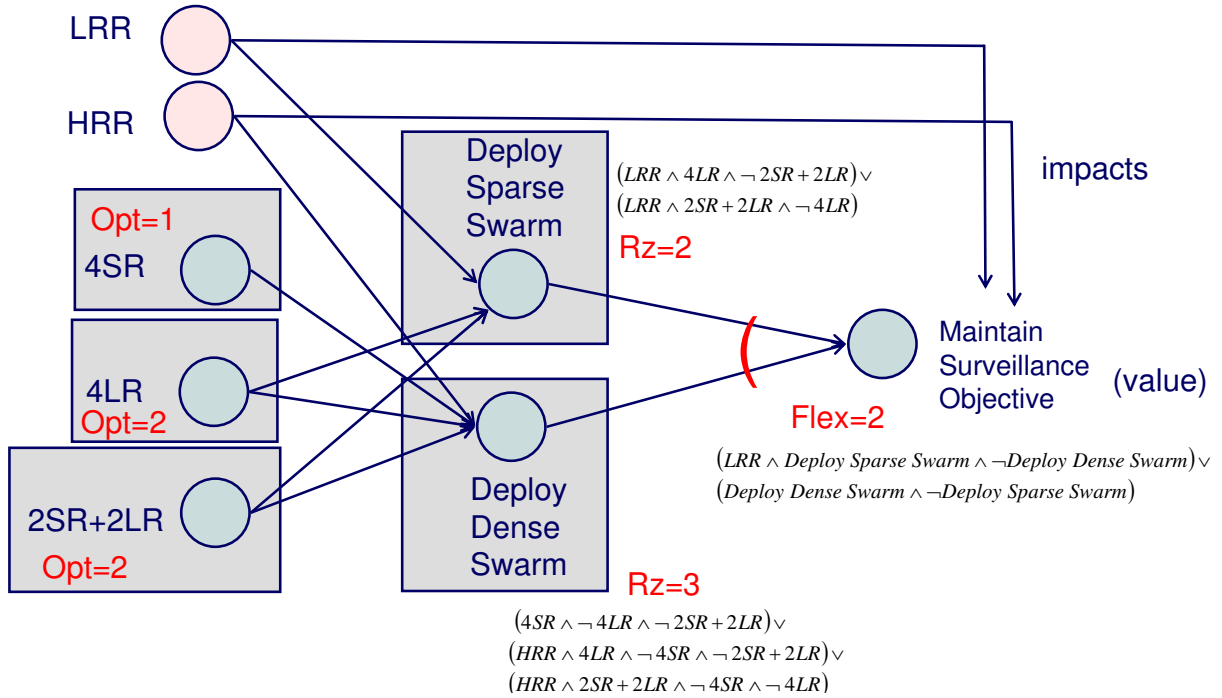 LRR
HRR
Deploy
Sparse
Swarm
(LRR ∧ 4LR ∧ ¬ 2SR + 2LR) ∨
(LRR ∧ 2SR + 2LR ∧ ¬ 4LR)
Rz=2
impacts
Opt=1
4SR
4LR
Opt=2
2SR+2LR
Opt=2
Maintain
Surveillance
Objective
(value)
(
Flex=2
(LRR ∧ Deploy Sparse Swarm ∧ ¬Deploy Dense Swarm) ∨
(Deploy Dense Swarm ∧ ¬Deploy Sparse Swarm)
Deploy
Dense
Swarm
Rz=3
(4SR ∧ ¬ 4LR ∧ ¬ 2SR + 2LR) ∨
(HRR ∧ 4LR ∧ ¬ 4SR ∧ ¬ 2SR + 2LR) ∨
(HRR ∧ 2SR + 2LR ∧ ¬ 4SR ∧ ¬ 4LR)